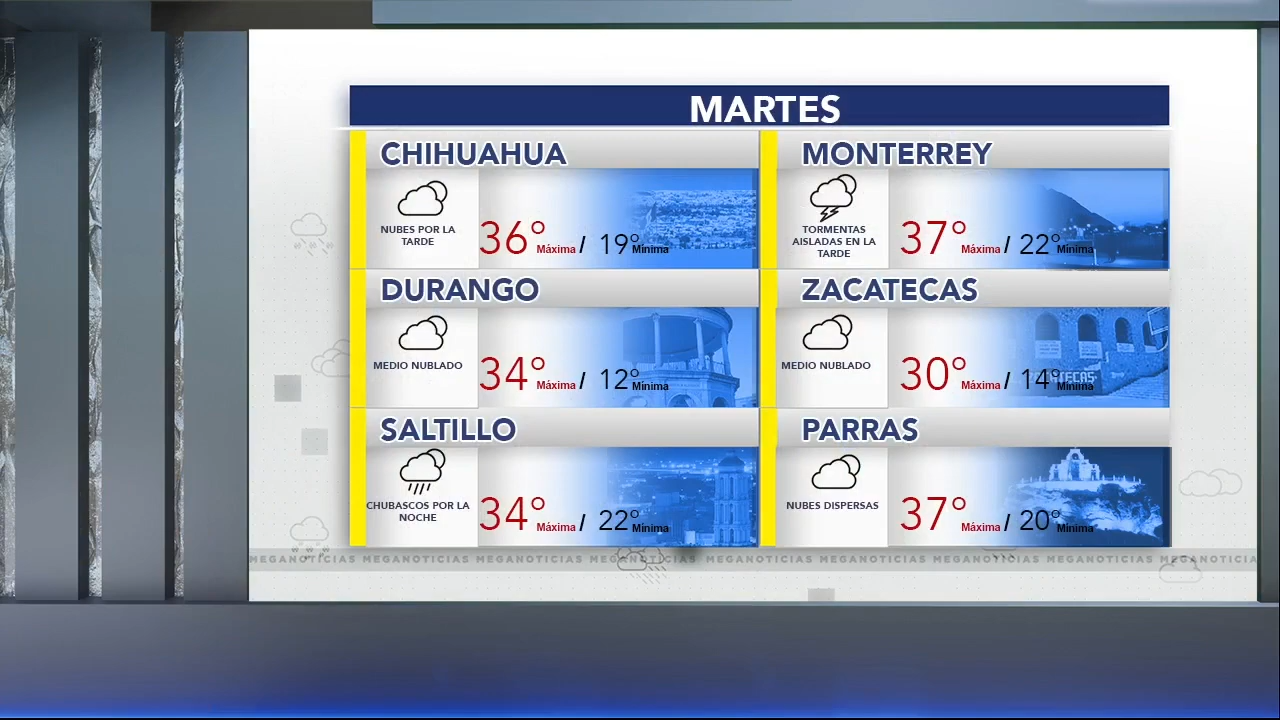 MARTES
CHIHUAHUA
NUBES POR LA
TARDE
36° Máxima / 19° Mínima
MONTERREY
TORMENTAS
AISLADAS EN LA
TARDE
37° Máxima / 22° Mínima
DURANGO
MEDIO NUBLADO
34° Máxima / 12° Mínima
ZACATECAS
MEDIO NUBLADO
30° Máxima / 14° Mínima
SALTILLO
CHUBASCOS POR LA
NOCHE
34° Máxima / 22° Mínima
PARRAS
NUBES DISPERSAS
37° Máxima / 20° Mínima
MEGANOTICIAS MEGANOTICIAS MEGANOTICIAS MEGANOTICIAS MEGANOTICIAS MEGANOTICIAS MEGANOTICIAS MEGANOTICIAS MEGANOTICIA